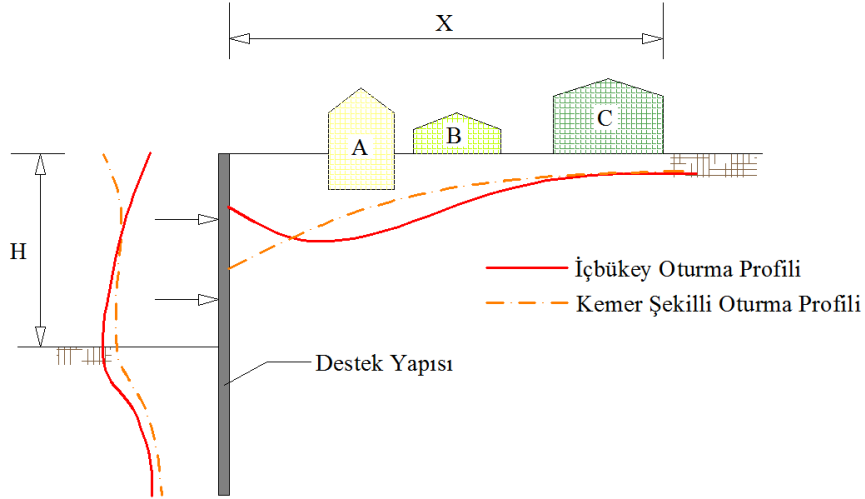 X
A
B
C
H
İçbükey Oturma Profili
Kemer Şekilli Oturma Profili
Destek Yapısı